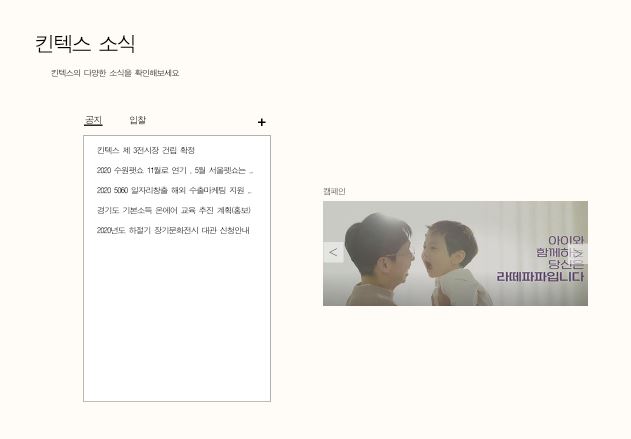 킨텍스 소식
킨텍스의 다양한 소식을 확인해보세요
공지 입찰 +
킨텍스 제 3전시장 건립 확정
2020 수원펫쇼 11월로 연기 , 5월 서울펫쇼는 ...
2020 5060 일자리창출 해외 수출마케팅 지원 ...
경기도 기본소득 온에어 교육 추진 계획(홍보)
2020년도 하절기 장기문화전시 대관 신청안내
캠페인
아이와
함께하는
<
>
당신은
라떼파파입니다